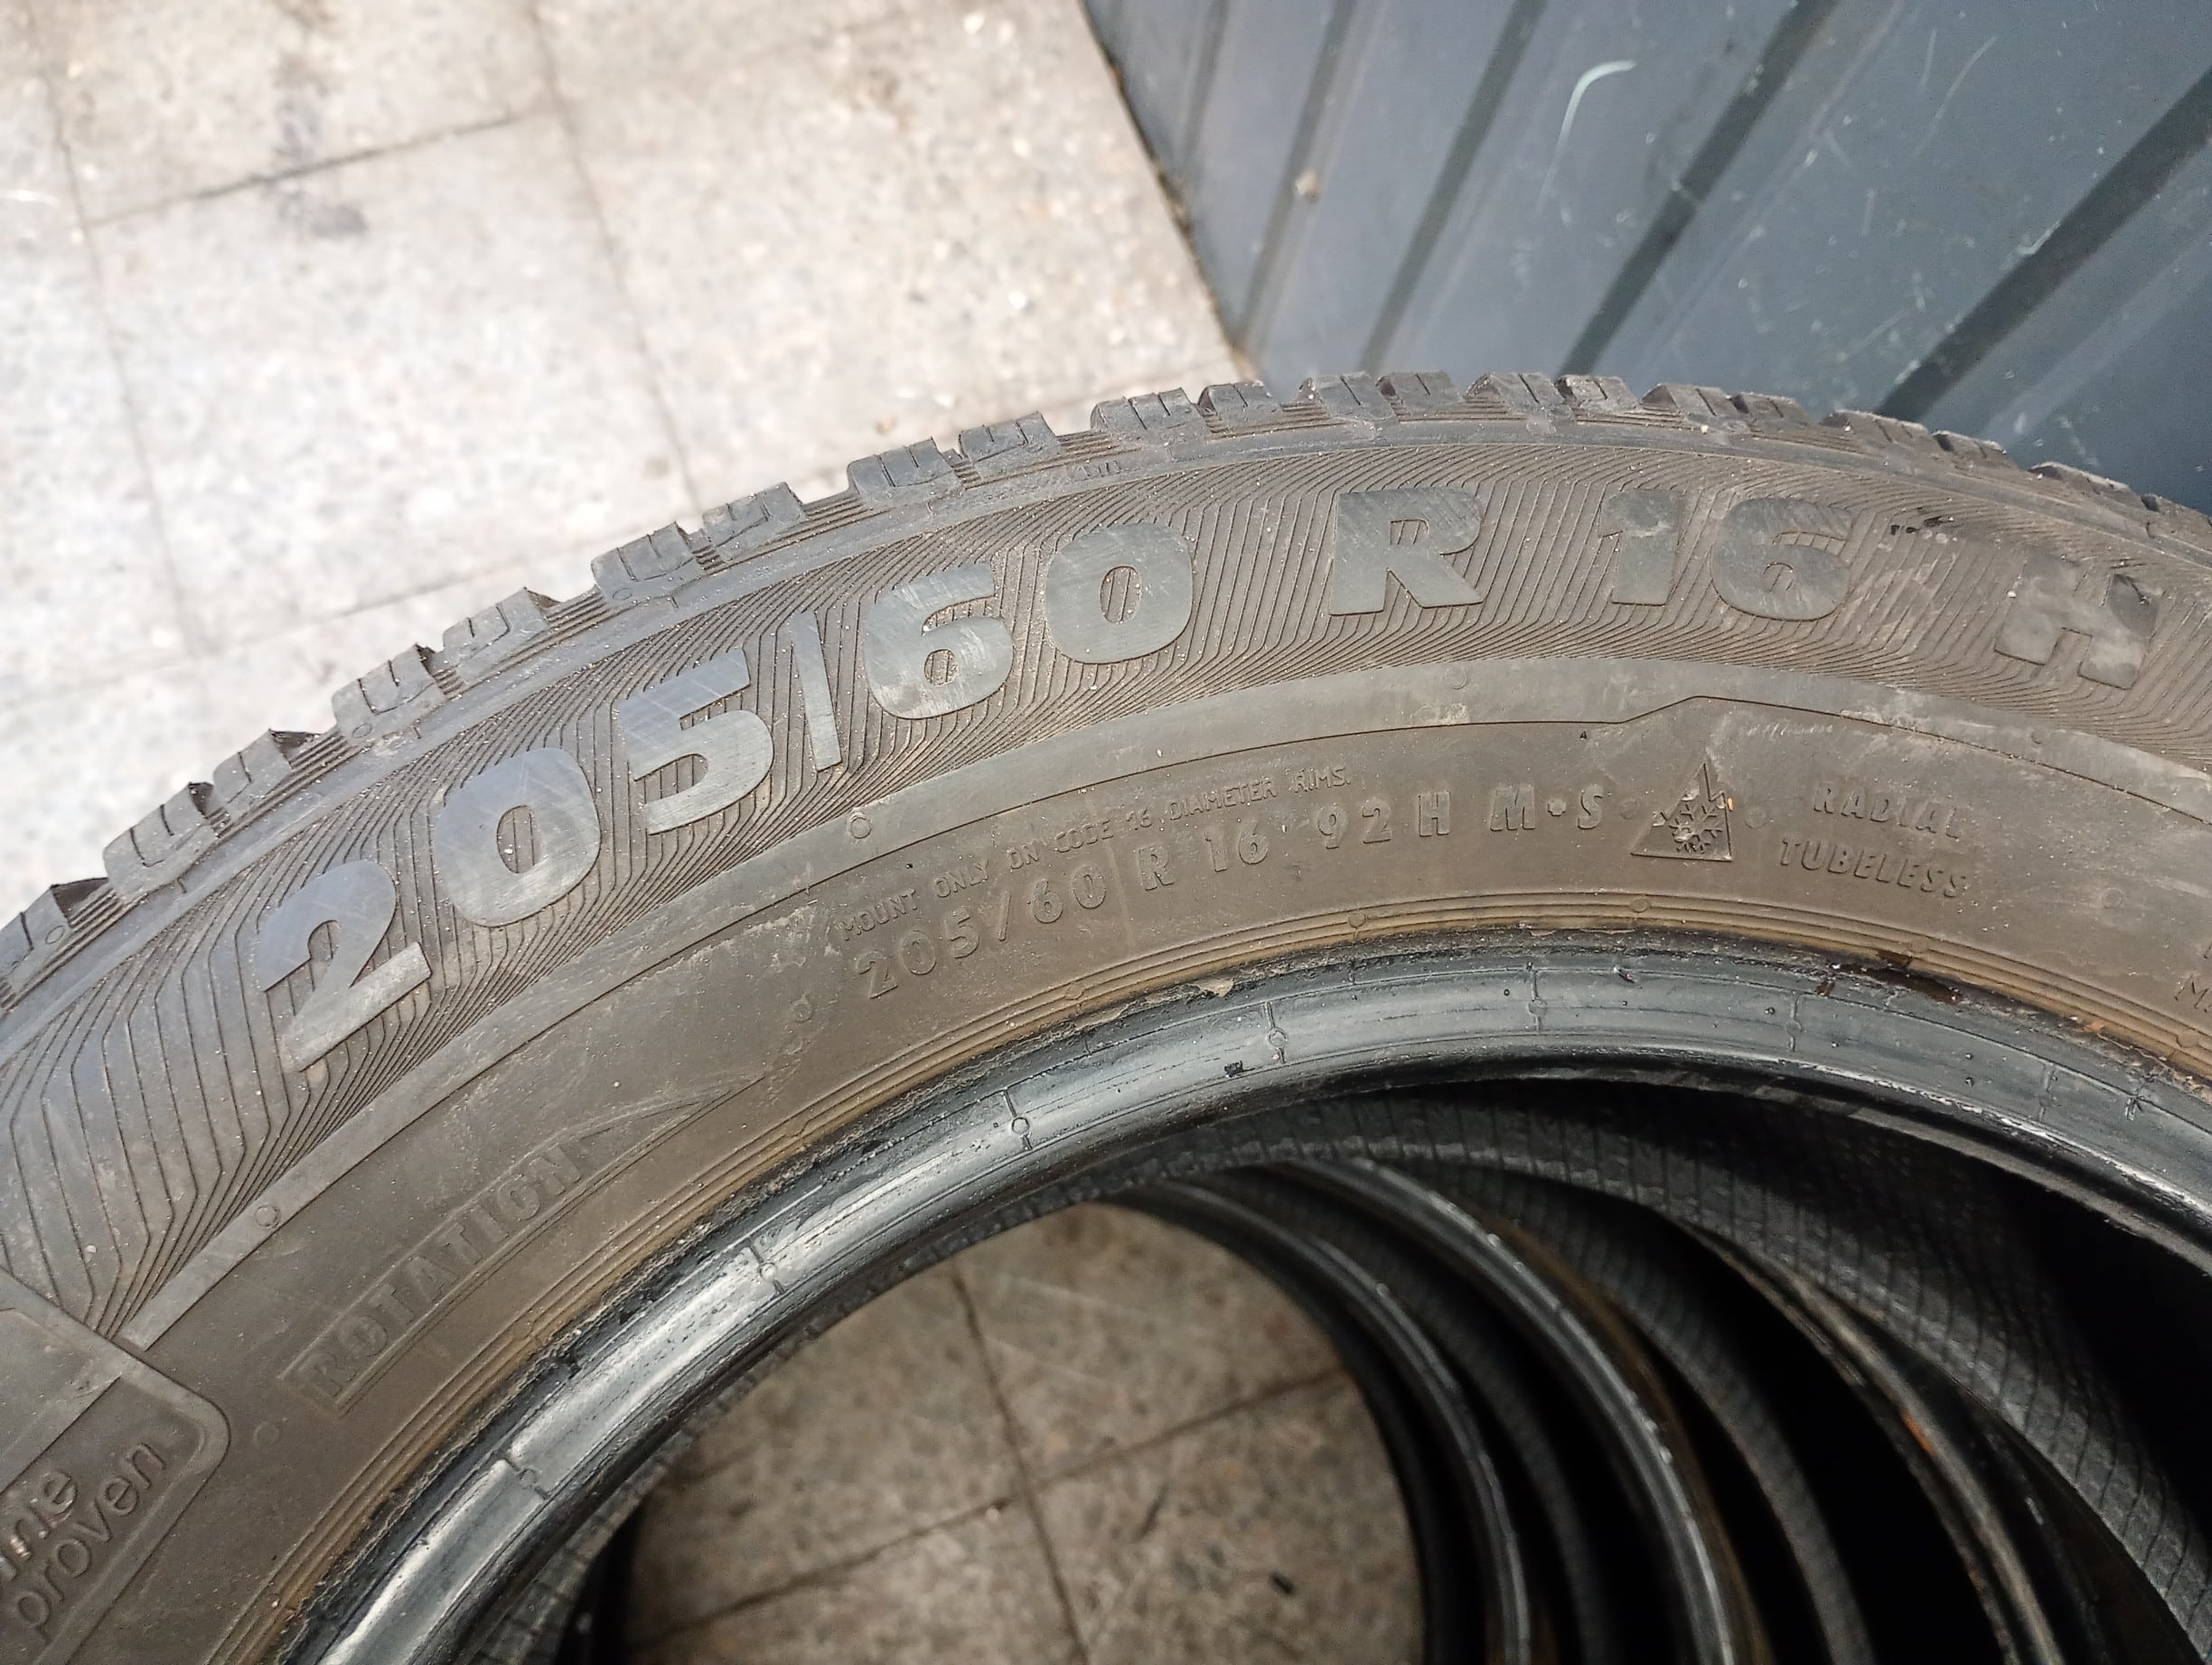 205/60 R 16 H
MOUNT ONLY ON CODE 16 DIAMETER RIMS.
205/60 R 16 92 H M•S
RADIAL
TUBELESS
ROTATION
proven